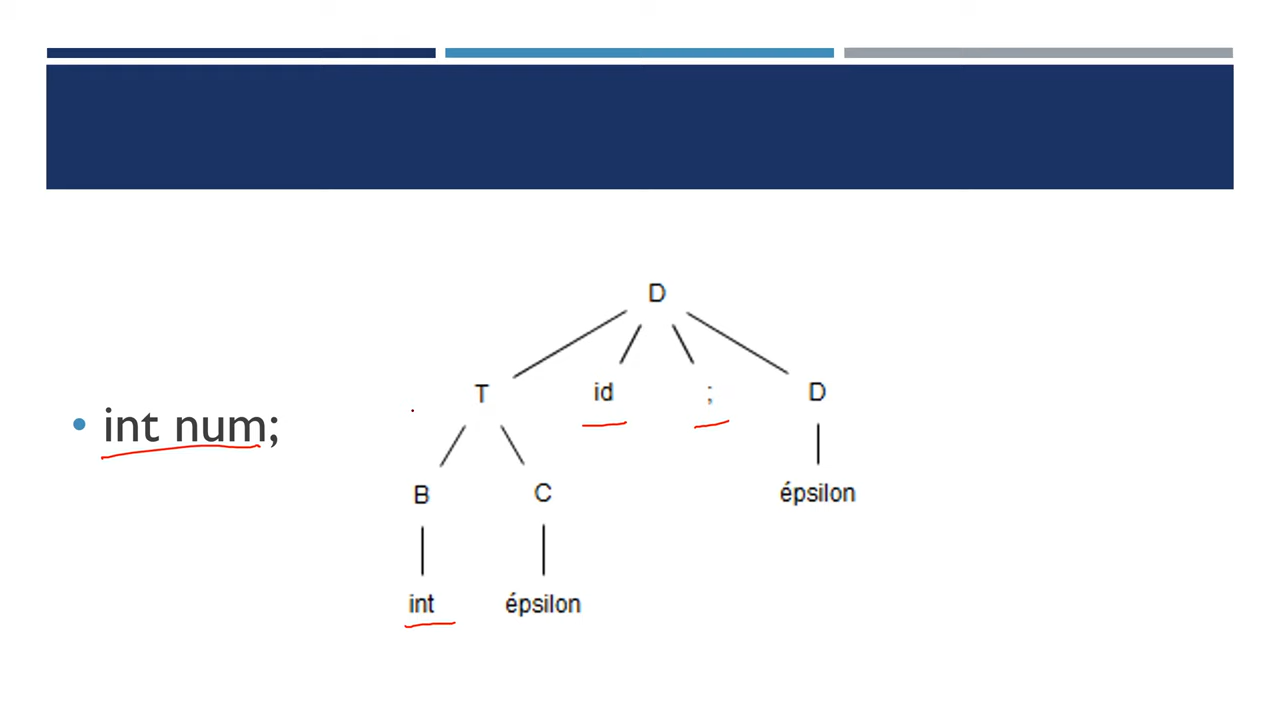 D
T id ; D
int num;
B C épsilon
int épsilon